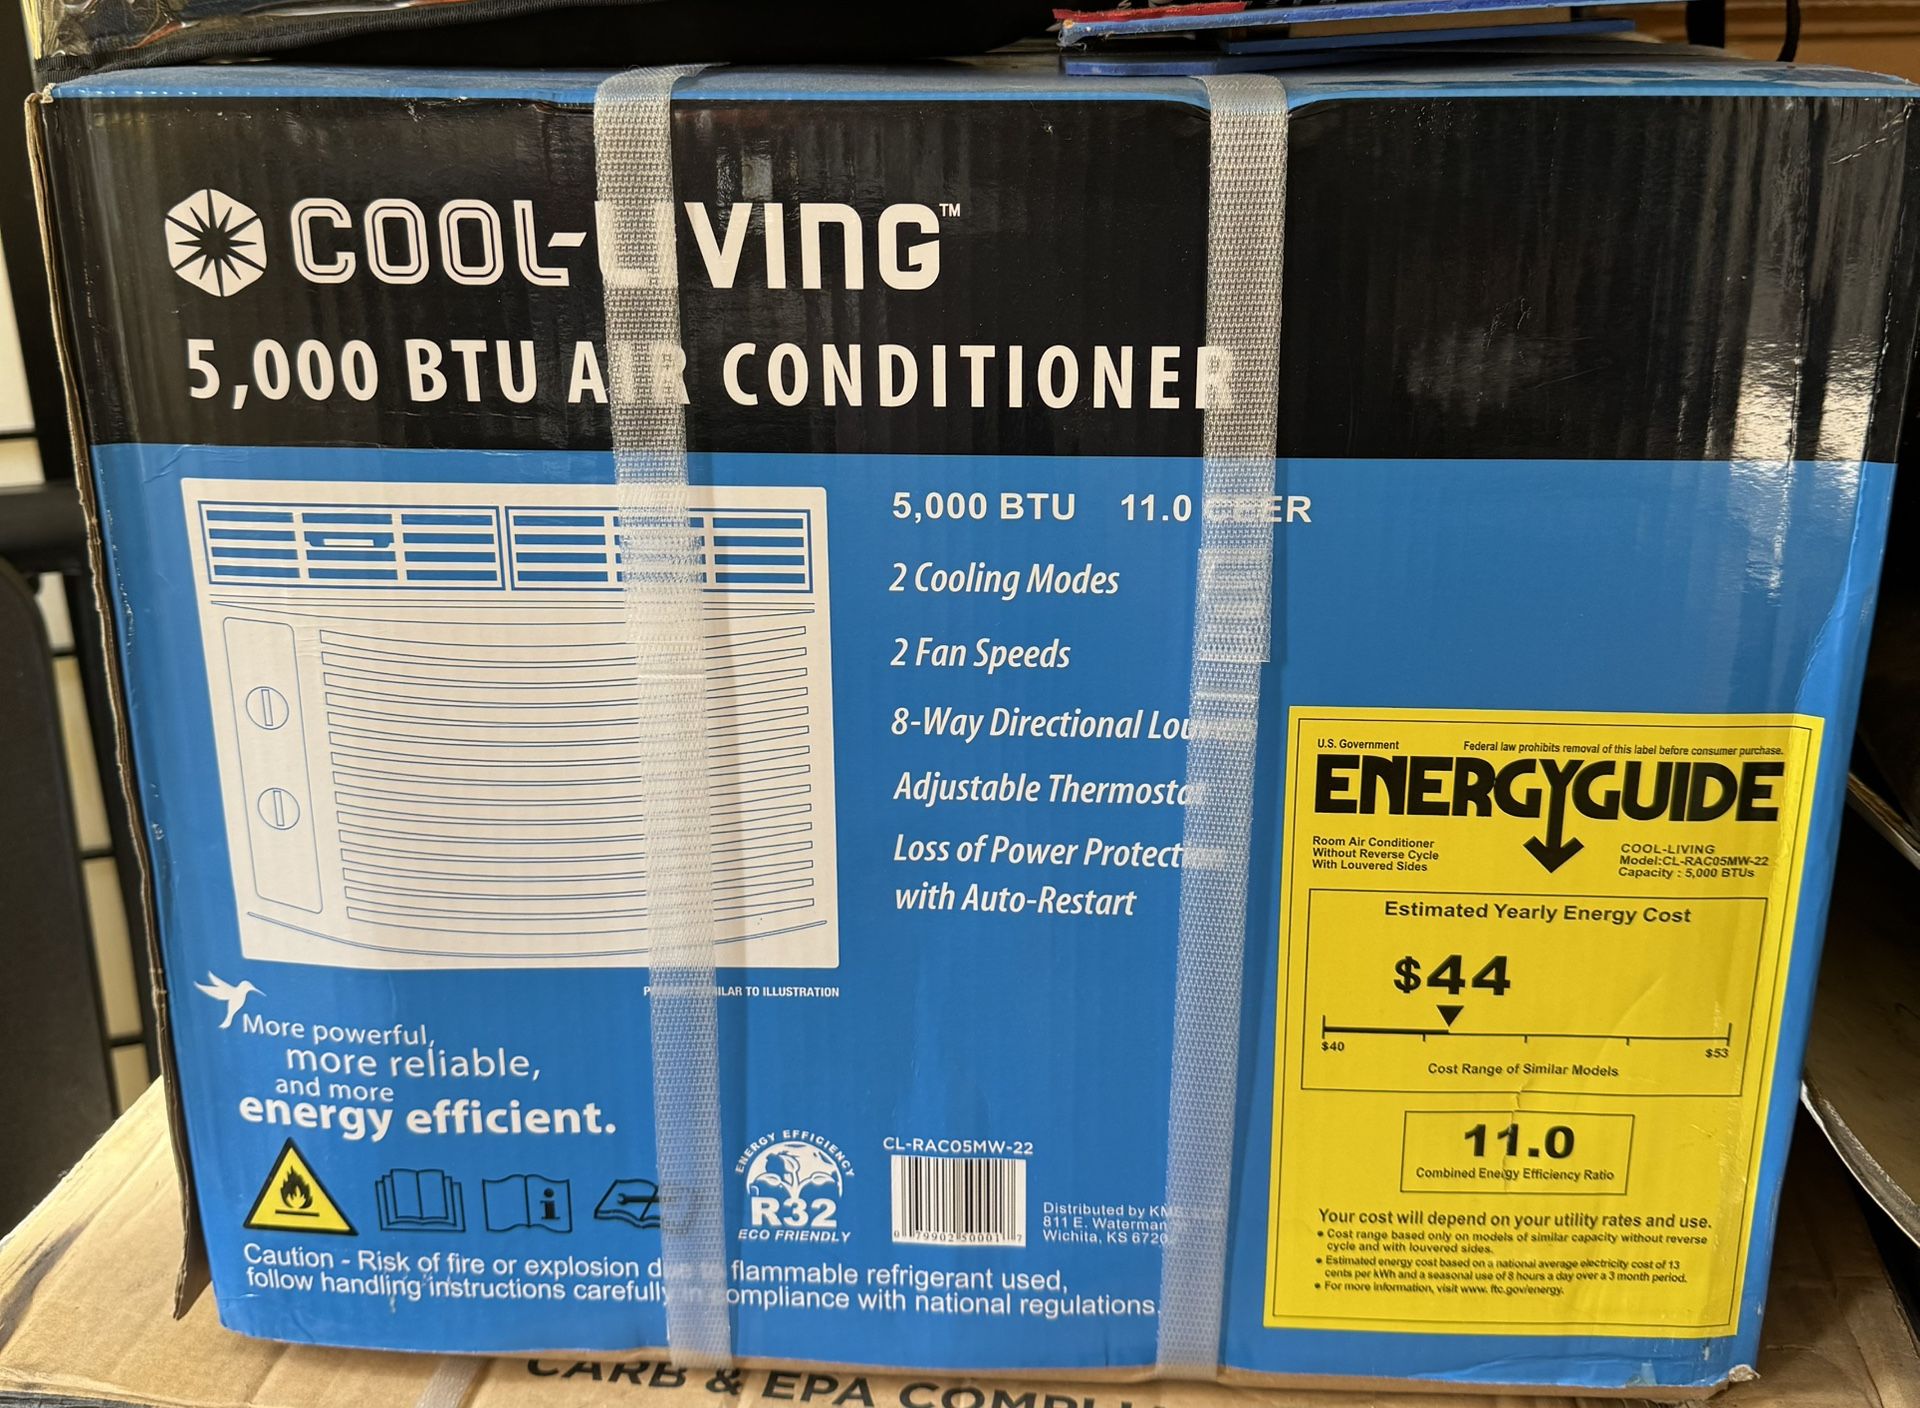 COOL-LIVING™
5,000 BTU AIR CONDITIONER
5,000 BTU 11.0 CEER
2 Cooling Modes
2 Fan Speeds
8-Way Directional Lou
Adjustable Thermosta
Loss of Power Protect
with Auto-Restart
ILAR TO ILLUSTRATION
More powerful,
more reliable,
and more
energy efficient.
ENERGY EFFICIENCY
R32
ECO FRIENDLY
CL-RAC05MW-22
0 79902 50001 7
Distributed by
811 E. Waterman
Wichita, KS 6720
Caution - Risk of fire or explosion flammable refrigerant used,
follow handling instructions carefully in compliance with national regulations.
U.S. Government
Federal law prohibits removal of this label before consumer purchase.
ENERGYGUIDE
Room Air Conditioner
Without Reverse Cycle
With Louvered Sides
COOL-LIVING
Model:CL-RAC05MW-22
Capacity : 5,000 BTUs
Estimated Yearly Energy Cost
$44
$40
$53
Cost Range of Similar Models
11.0
Combined Energy Efficiency Ratio
Your cost will depend on your utility rates and use.
• Cost range based only on models of similar capacity without reverse
cycle and with louvered sides.
• Estimated energy cost based on a national average electricity cost of 13
cents per kWh and a seasonal use of 8 hours a day over a 3 month period.
• For more information, visit www. ftc.gov/energy.
CARB & EPA